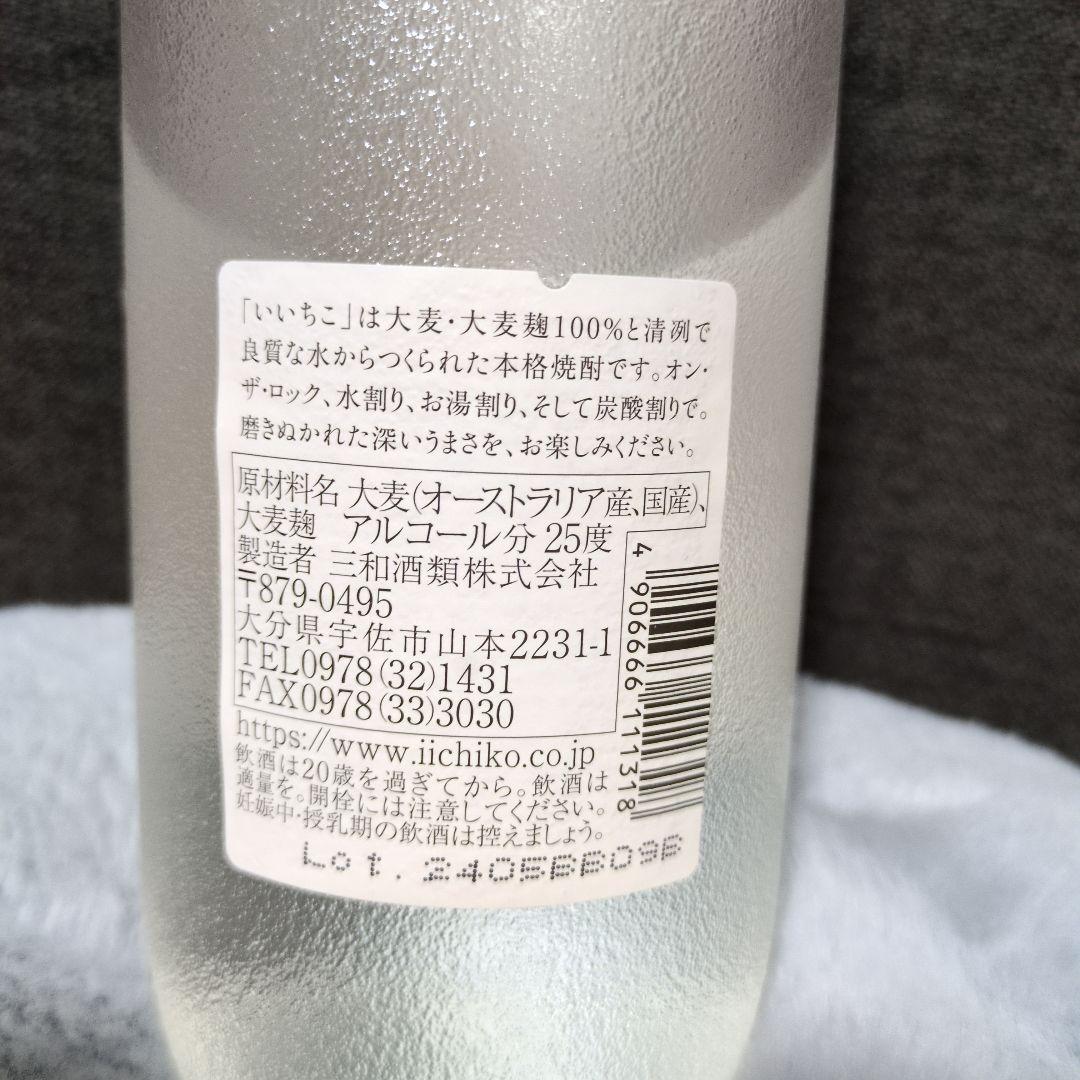 「いいちこ」は大麦・大麦麹100%と清冽で
良質な水からつくられた本格焼酎です。オン・
ザ・ロック、水割り、お湯割り、そして炭酸割りで。
磨きぬかれた深いうまさを、お楽しみください。
原材料名 大麦(オーストラリア産、国産)、
大麦麹 アルコール分 25度
製造者 三和酒類株式会社
〒879-0495
大分県宇佐市山本2231-1
TEL0978(32)1431
FAX0978(33)3030
https://www.iichiko.co.jp
飲酒は20歳を過ぎてから。飲酒は
適量を。開栓には注意してください。
妊娠中・授乳期の飲酒は控えましょう。
4 906666 111318
Lot. 2405BB09B